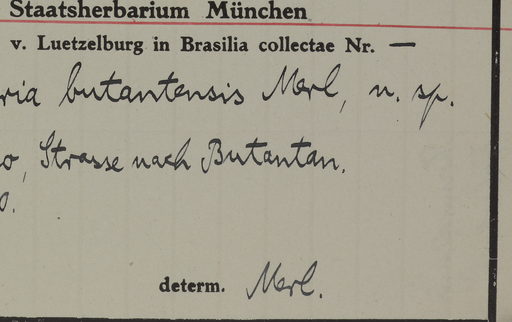 Staatsherbarium München
v. Luetzelburg in Brasilia collectae Nr. —
ria butantensis Merl, n. sp.
o, Strasse nach Butantan.
determ. Merl.